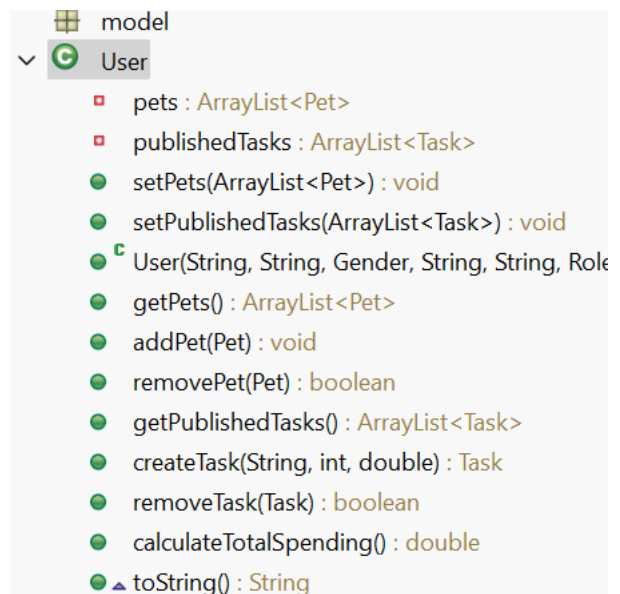 model
User
pets : ArrayList<Pet>
publishedTasks : ArrayList<Task>
setPets(ArrayList<Pet>) : void
setPublishedTasks(ArrayList<Task>) : void
User(String, String, Gender, String, String, Role
getPets() : ArrayList<Pet>
addPet(Pet) : void
removePet(Pet) : boolean
getPublishedTasks() : ArrayList<Task>
createTask(String, int, double) : Task
removeTask(Task) : boolean
calculateTotalSpending() : double
toString() : String